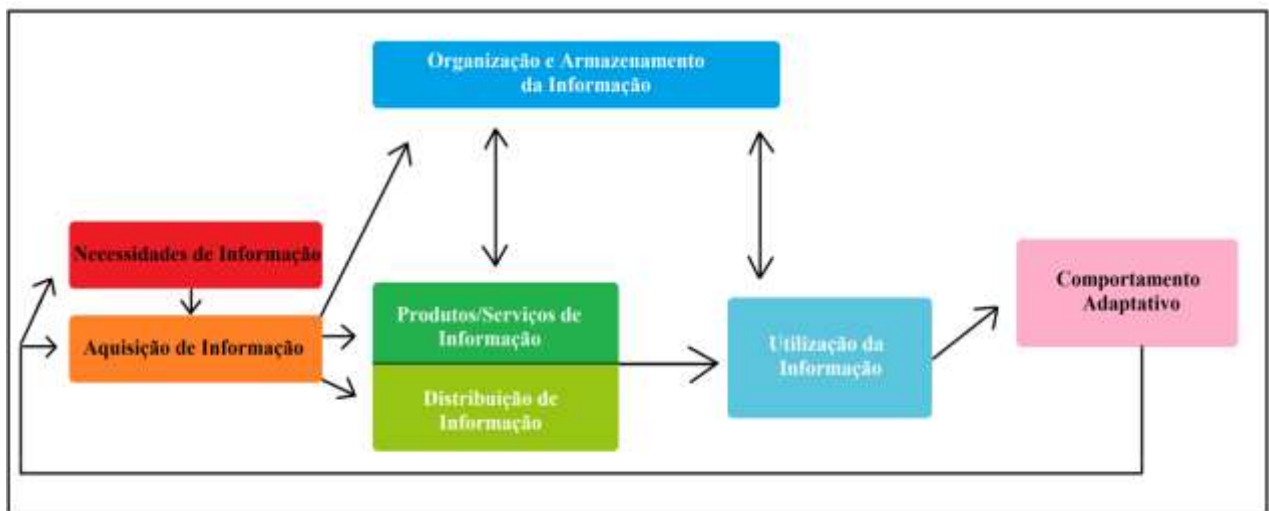 Organização e Armazenamento
da Informação
Necessidades de Informação
Aquisição de Informação
Produtos/Serviços de
Informação
Distribuição de
Informação
Utilização da
Informação
Comportamento
Adaptativo